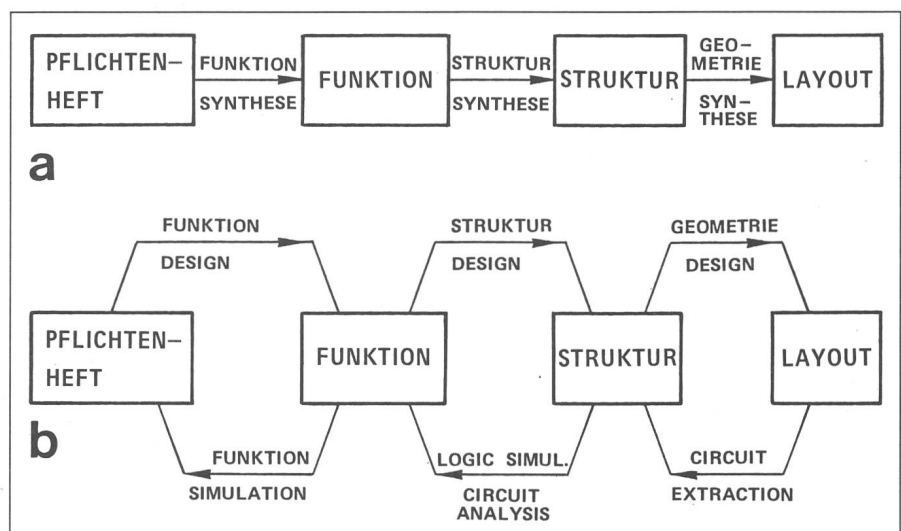 PFLICHTEN-
HEFT
FUNKTION
SYNTHESE
FUNKTION
STRUKTUR
SYNTHESE
STRUKTUR
GEO-
METRIE
SYN-
THESE
LAYOUT
a
FUNKTION
DESIGN
STRUKTUR
DESIGN
GEOMETRIE
DESIGN
PFLICHTEN-
HEFT
FUNKTION
STRUKTUR
LAYOUT
b
FUNKTION
SIMULATION
LOGIC SIMUL.
CIRCUIT
ANALYSIS
CIRCUIT
EXTRACTION